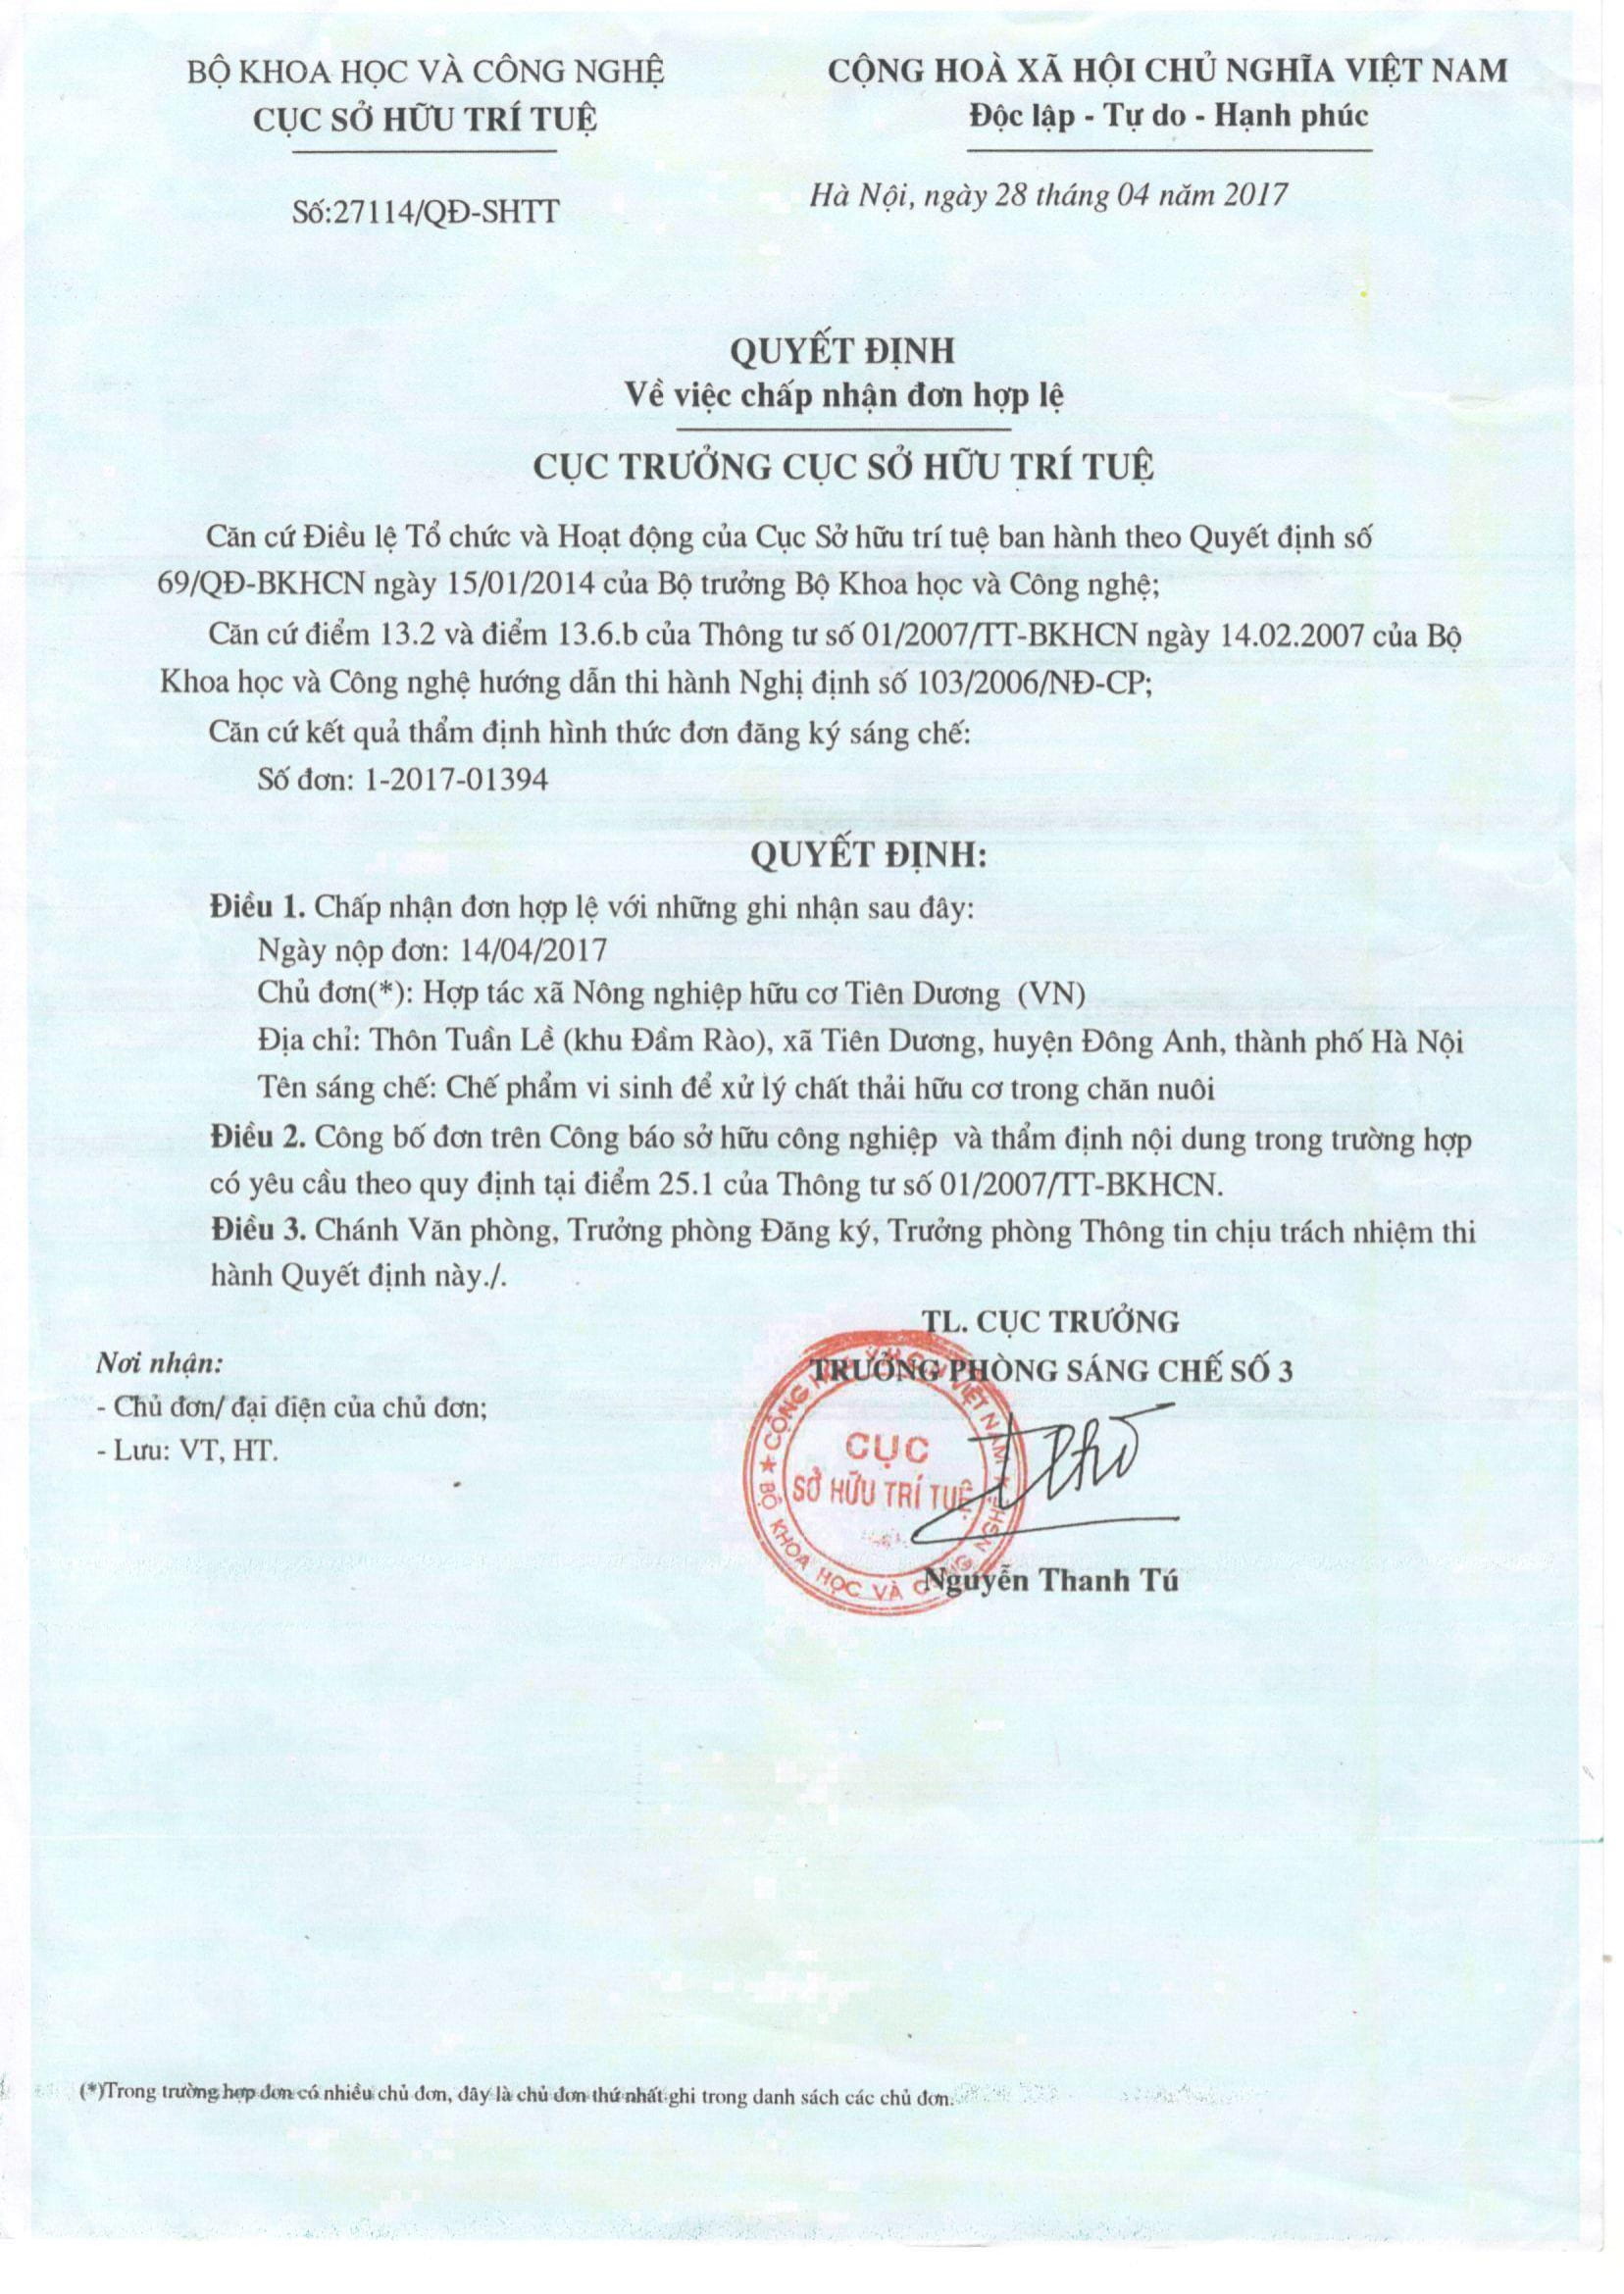 BỘ KHOA HỌC VÀ CÔNG NGHỆ
CỤC SỞ HỮU TRÍ TUỆ
CỘNG HOÀ XÃ HỘI CHỦ NGHĨA VIỆT NAM
Độc lập - Tự do - Hạnh phúc
Số:27114/QĐ-SHTT
Hà Nội, ngày 28 tháng 04 năm 2017
QUYẾT ĐỊNH
Về việc chấp nhận đơn hợp lệ
CỤC TRƯỞNG CỤC SỞ HỮU TRÍ TUỆ
Căn cứ Điều lệ Tổ chức và Hoạt động của Cục Sở hữu trí tuệ ban hành theo Quyết định số
69/QĐ-BKHCN ngày 15/01/2014 của Bộ trưởng Bộ Khoa học và Công nghệ;
Căn cứ điểm 13.2 và điểm 13.6.b của Thông tư số 01/2007/TT-BKHCN ngày 14.02.2007 của Bộ
Khoa học và Công nghệ hướng dẫn thi hành Nghị định số 103/2006/NĐ-CP;
Căn cứ kết quả thẩm định hình thức đơn đăng ký sáng chế:
Số đơn: 1-2017-01394
QUYẾT ĐỊNH:
Điều 1. Chấp nhận đơn hợp lệ với những ghi nhận sau đây:
Ngày nộp đơn: 14/04/2017
Chủ đơn(*): Hợp tác xã Nông nghiệp hữu cơ Tiên Dương (VN)
Địa chỉ: Thôn Tuần Lề (khu Đầm Rào), xã Tiên Dương, huyện Đông Anh, thành phố Hà Nội
Tên sáng chế: Chế phẩm vi sinh để xử lý chất thải hữu cơ trong chăn nuôi
Điều 2. Công bố đơn trên Công báo sở hữu công nghiệp và thẩm định nội dung trong trường hợp
có yêu cầu theo quy định tại điểm 25.1 của Thông tư số 01/2007/TT-BKHCN.
Điều 3. Chánh Văn phòng, Trưởng phòng Đăng ký, Trưởng phòng Thông tin chịu trách nhiệm thi
hành Quyết định này./.
TL. CỤC TRƯỞNG
TRƯỞNG PHÒNG SÁNG CHẾ SỐ 3
Nơi nhận:
- Chủ đơn/ đại diện của chủ đơn;
- Lưu: VT, HT.
CỤC
SỞ HỮU TRÍ TUỆ
BỘ KHOA HỌC VÀ
Nguyễn Thanh Tú
(*)Trong trường hợp đơn có nhiều chủ đơn, đây là chủ đơn thứ nhất ghi trong danh sách các chủ đơn.